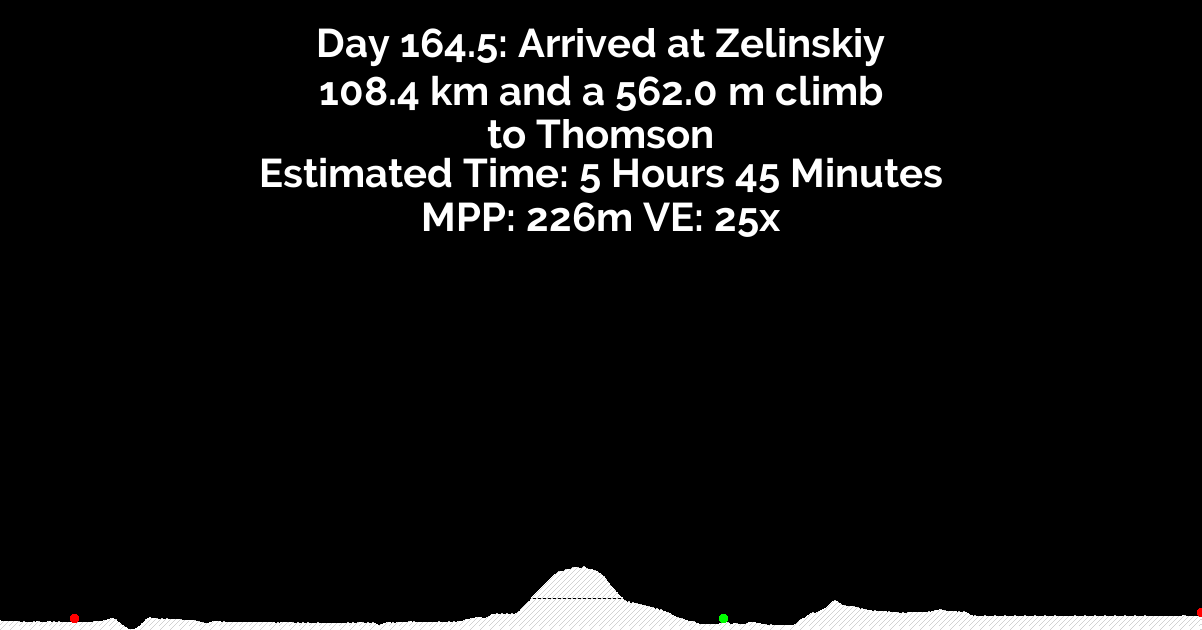 Day 164.5: Arrived at Zelinskiy
108.4 km and a 562.0 m climb
to Thomson
Estimated Time: 5 Hours 45 Minutes
MPP: 226m VE: 25x